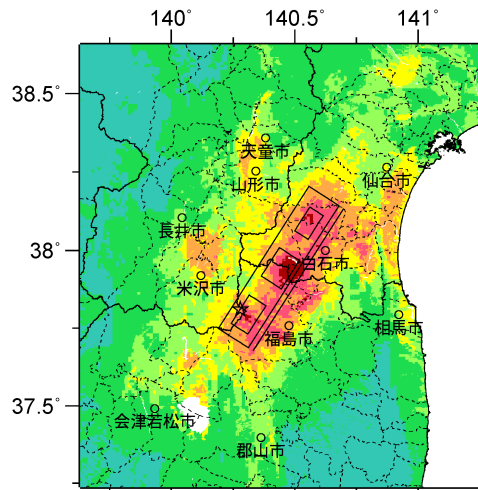 140° 140.5° 141°
38.5°
天童市
山形市
仙台市
長井市
38°
白石市
米沢市
相馬市
福島市
37.5°
会津若松市
郡山市